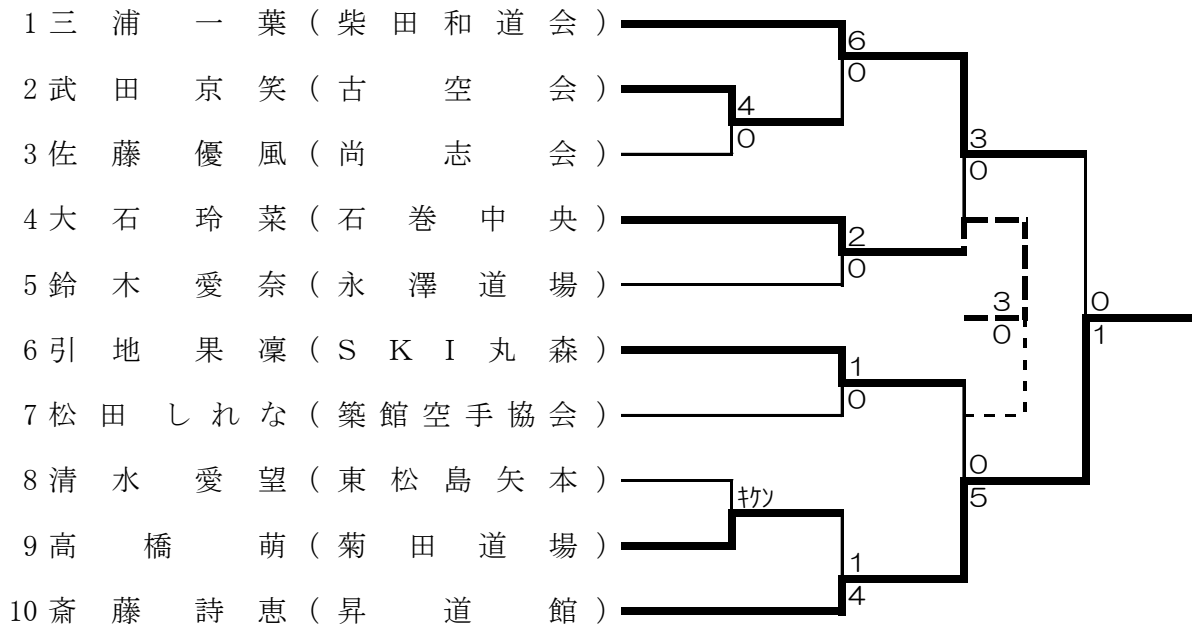 1 三浦 一葉 (柴田和道会)
6
0
2 武田 京笑 (古空会)
4
0
3 佐藤 優風 (尚志会)
3
0
4 大石 玲菜 (石巻中央)
2
0
5 鈴木 愛奈 (永澤道場)
3
0
0
1
6 引地 果凜 (SKI丸森)
1
0
7 松田 しれな (築館空手協会)
8 清水 愛望 (東松島矢本)
0
5
キケン
9 高橋 萌 (菊田道場)
1
4
10 斎藤 詩恵 (昇道館)